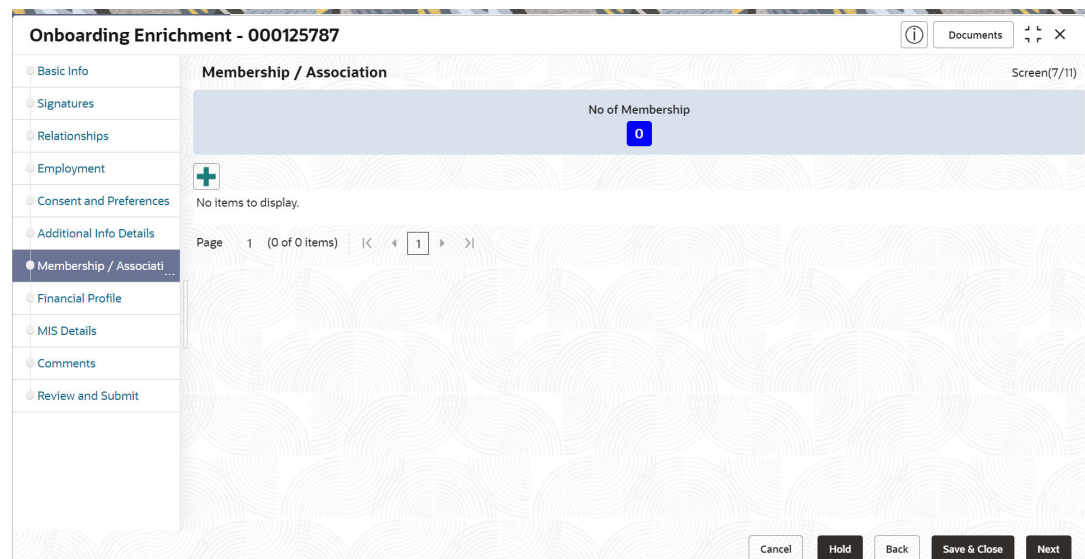 Onboarding Enrichment - 000125787
Documents
Basic Info
Signatures
Relationships
Employment
Consent and Preferences
Additional Info Details
Membership / Associati...
Financial Profile
MIS Details
Comments
Review and Submit
Membership / Association
Screen(7/11)
No of Membership
0
No items to display.
Page 1 (0 of 0 items) 1
Cancel Hold Back Save & Close Next